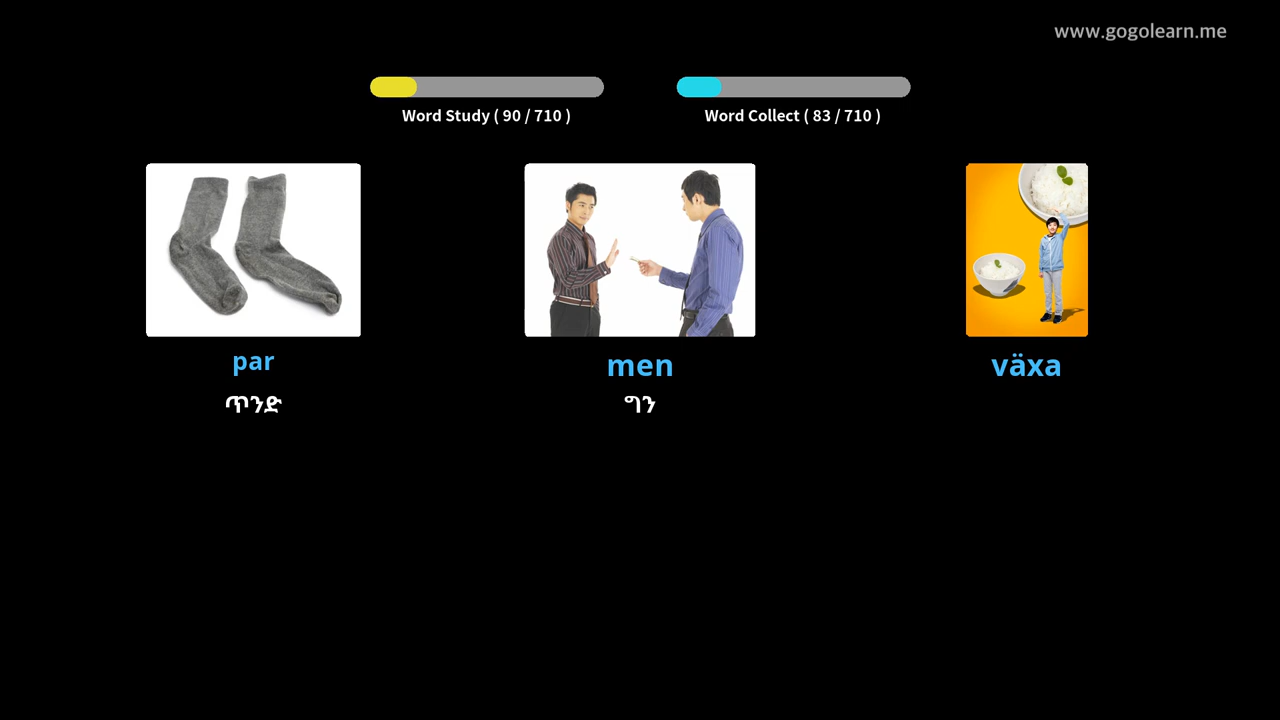 www.gogolearn.me
Word Study ( 90 / 710 )
Word Collect ( 83 / 710 )
par
ጥንድ
men
ግን
växa